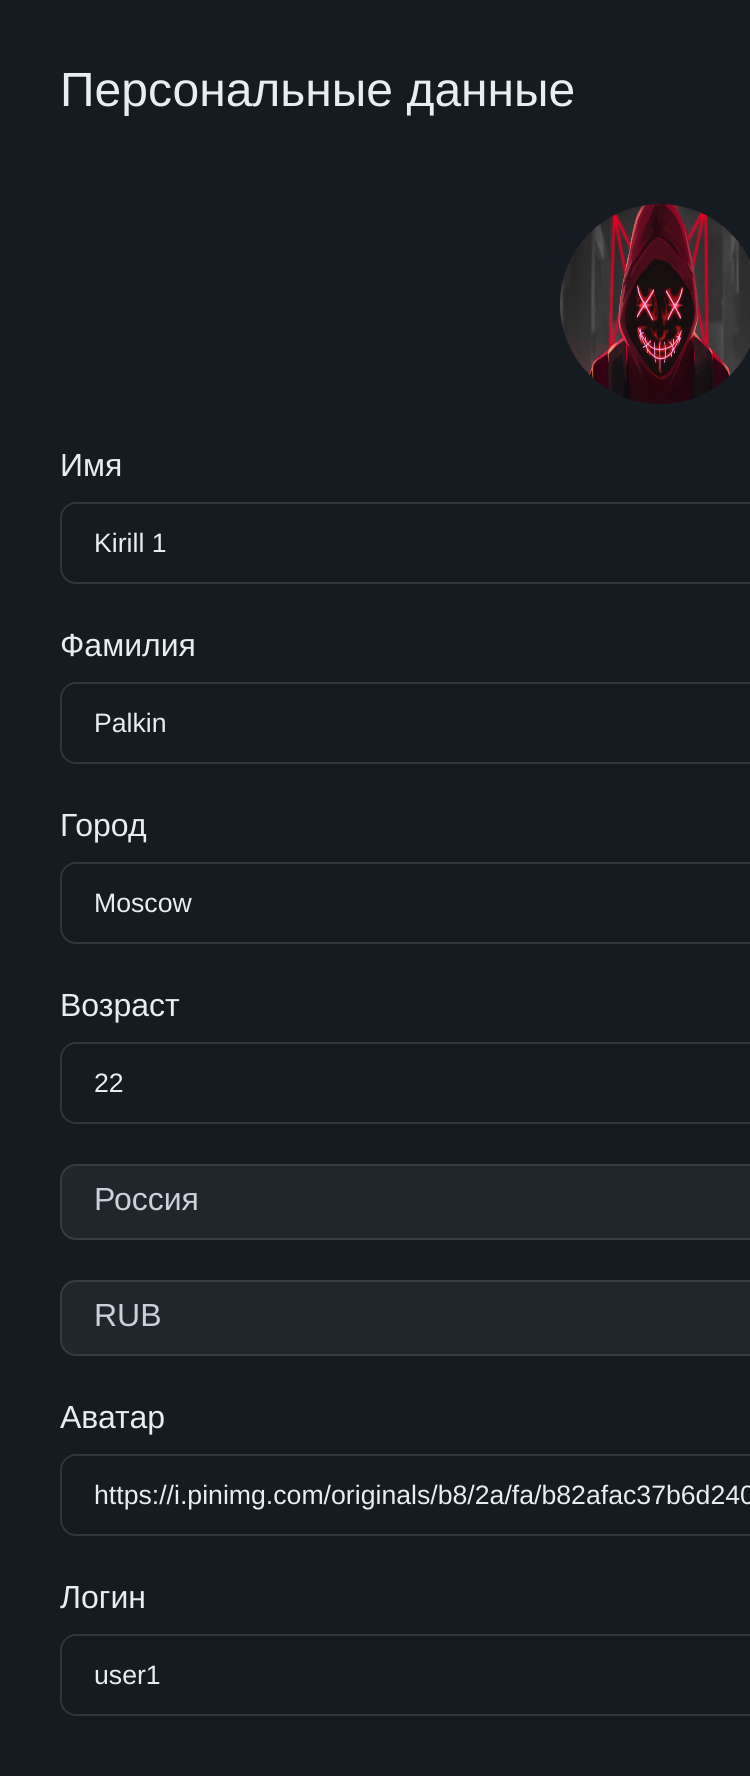 Персональные данные
Имя
Kirill 1
Фамилия
Palkin
Город
Moscow
Возраст
22
Россия
RUB
Аватар
https://i.pinimg.com/originals/b8/2a/fa/b82afac37b6d240
Логин
user1